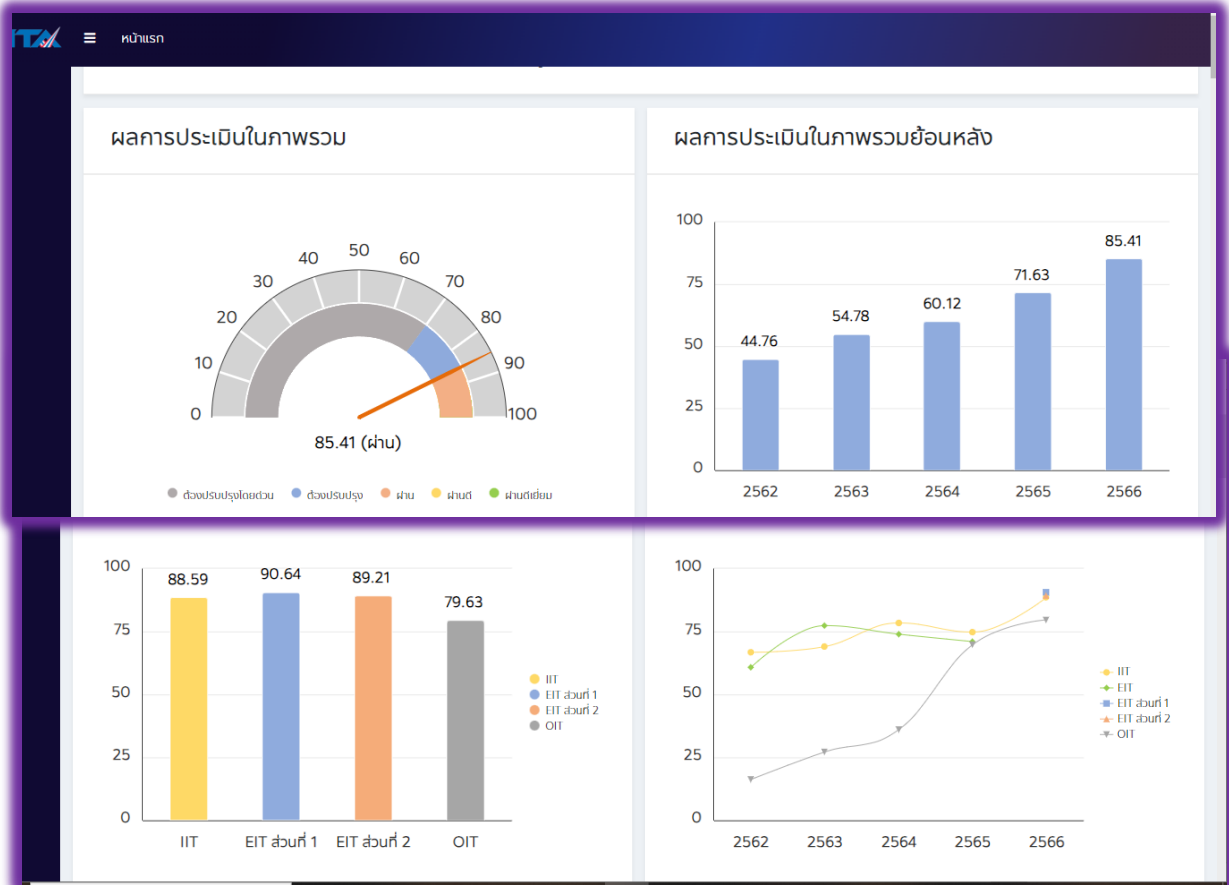 ITA
หน้าแรก
ผลการประเมินในภาพรวม
50
40
60
30
70
20
80
10
90
0
100
85.41 (ผ่าน)
ต้องปรับปรุงโดยด่วน ต้องปรับปรุง ผ่าน ผ่านดี ผ่านดีเยี่ยม
ผลการประเมินในภาพรวมย้อนหลัง
100
75
50
25
0
44.76
54.78
60.12
71.63
85.41
2562 2563 2564 2565 2566
100
75
50
25
0
88.59
90.64
89.21
79.63
IIT EIT ส่วนที่ 1 EIT ส่วนที่ 2 OIT
IIT
EIT ส่วนที่ 1
EIT ส่วนที่ 2
OIT
100
75
50
25
0
2562 2563 2564 2565 2566
IIT
EIT
EIT ส่วนที่ 1
EIT ส่วนที่ 2
OIT